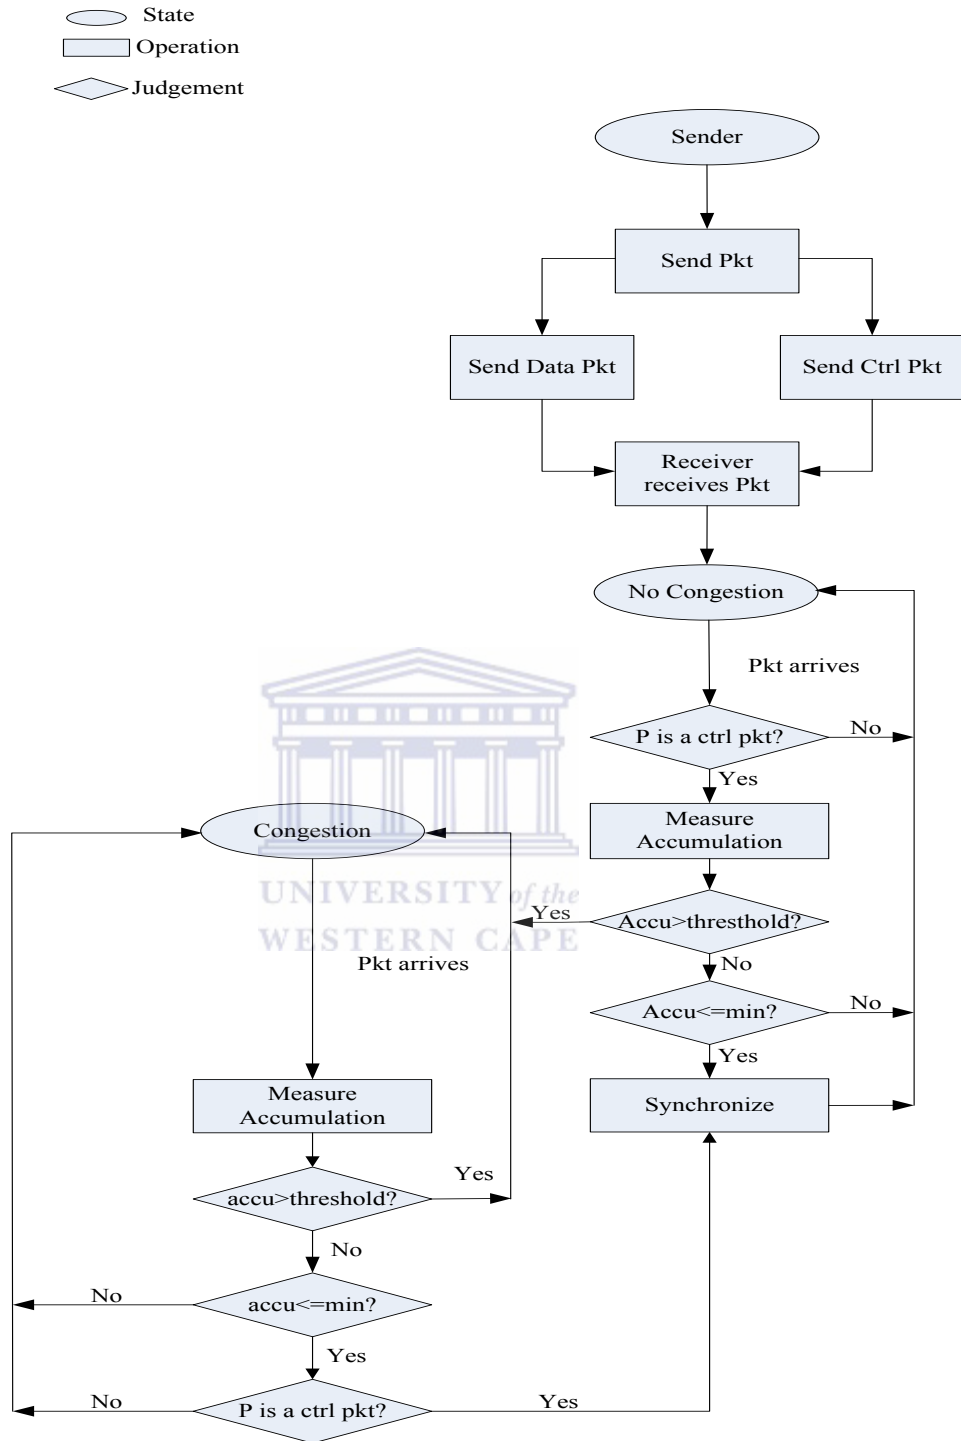 State
Operation
Judgement
Sender
Send Pkt
Send Data Pkt
Send Ctrl Pkt
Receiver
receives Pkt
No Congestion
Pkt arrives
P is a ctrl pkt?
No
Yes
Measure
Accumulation
Congestion
UNIVERSITY of the
WESTERN CAPE
Yes
Accu>thresthold?
No
Pkt arrives
Accu<=min?
No
Yes
Synchronize
Measure
Accumulation
Yes
accu>threshold?
No
accu<=min?
No
Yes
No
P is a ctrl pkt?
Yes